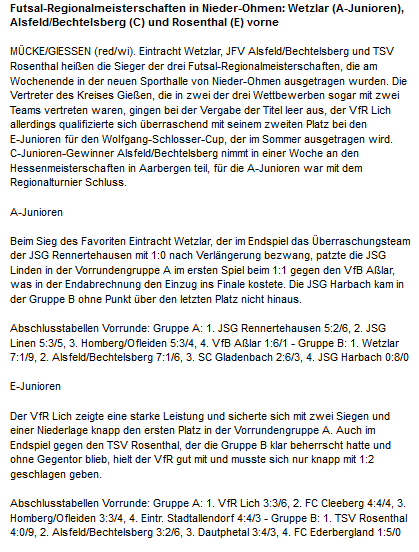 Futsal-Regionalmeisterschaften in Nieder-Ohmen: Wetzlar (A-Junioren),
Alsfeld/Bechtelsberg (C) und Rosenthal (E) vorne
MÜCKE/GIESSEN (red/wi). Eintracht Wetzlar, JFV Alsfeld/Bechtelsberg und TSV
Rosenthal heißen die Sieger der drei Futsal-Regionalmeisterschaften, die am
Wochenende in der neuen Sporthalle von Nieder-Ohmen ausgetragen wurden. Die
Vertreter des Kreises Gießen, die in zwei der drei Wettbewerben sogar mit zwei
Teams vertreten waren, gingen bei der Vergabe der Titel leer aus, der VfR Lich
allerdings qualifizierte sich überraschend mit seinem zweiten Platz bei den
E-Junioren für den Wolfgang-Schlosser-Cup, der im Sommer ausgetragen wird.
C-Junioren-Gewinner Alsfeld/Bechtelsberg nimmt in einer Woche an den
Hessenmeisterschaften in Aarbergen teil, für die A-Junioren war mit dem
Regionalturnier Schluss.
A-Junioren
Beim Sieg des Favoriten Eintracht Wetzlar, der im Endspiel das Überraschungsteam
der JSG Rennertehausen mit 1:0 nach Verlängerung bezwang, patzte die JSG
Linden in der Vorrundengruppe A im ersten Spiel beim 1:1 gegen den VfB Aßlar,
was in der Endabrechnung den Einzug ins Finale kostete. Die JSG Harbach kam in
der Gruppe B ohne Punkt über den letzten Platz nicht hinaus.
Abschlusstabellen Vorrunde: Gruppe A: 1. JSG Rennertehausen 5:2/6, 2. JSG
Linen 5:3/5, 3. Homberg/Ofleiden 5:3/4, 4. VfB Aßlar 1:6/1 - Gruppe B: 1. Wetzlar
7:1/9, 2. Alsfeld/Bechtelsberg 7:1/6, 3. SC Gladenbach 2:6/3, 4. JSG Harbach 0:8/0
E-Junioren
Der VfR Lich zeigte eine starke Leistung und sicherte sich mit zwei Siegen und
einer Niederlage knapp den ersten Platz in der Vorrundengruppe A. Auch im
Endspiel gegen den TSV Rosenthal, der die Gruppe B klar beherrscht hatte und
ohne Gegentor blieb, hielt der VfR gut mit und musste sich nur knapp mit 1:2
geschlagen geben.
Abschlusstabellen Vorrunde: Gruppe A: 1. VfR Lich 3:3/6, 2. FC Cleeberg 4:4/4, 3.
Homberg/Ofleiden 3:3/4, 4. Eintr. Stadtallendorf 4:4/3 - Gruppe B: 1. TSV Rosenthal
4:0/9, 2. Alsfeld/Bechtelsberg 3:2/6, 3. Dautphetal 3:4/3, 4. FC Ederbergland 1:5/0